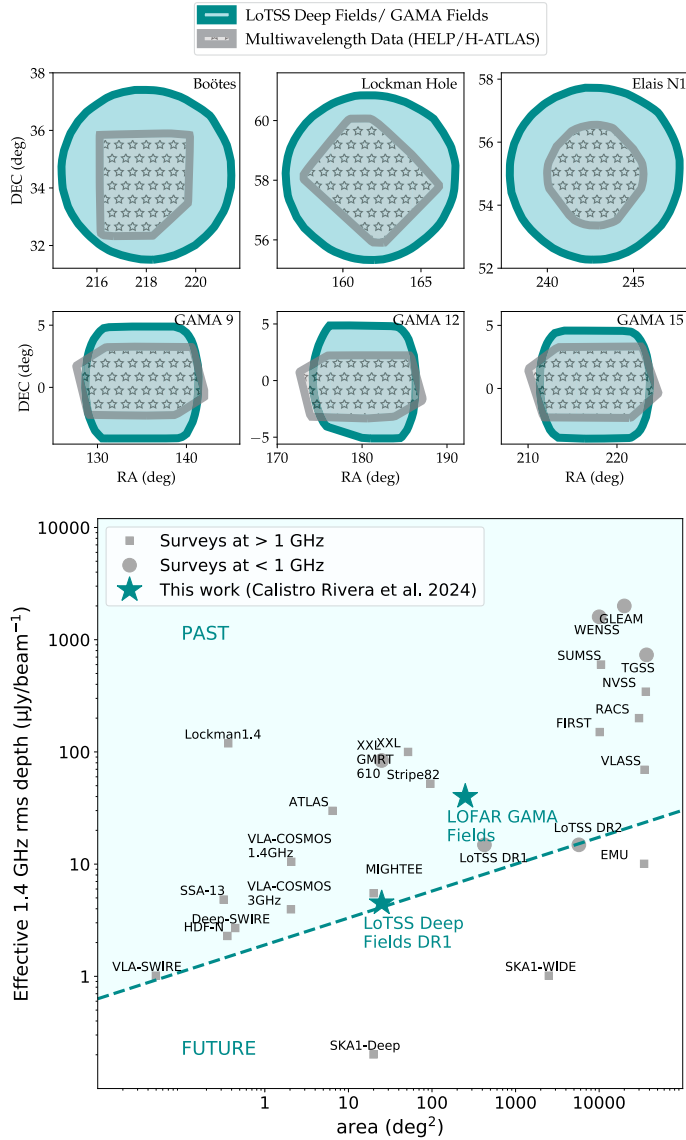 LoTSS Deep Fields/ GAMA Fields
Multiwavelength Data (HELP/H-ATLAS)
Boötes
Lockman Hole
Elais N1
DEC (deg)
38
36
34
32
216
218
220
60
58
56
160
165
58
56
54
52
240
245
GAMA 9
GAMA 12
GAMA 15
DEC (deg)
5
0
130
140
RA (deg)
5
0
−5
170
180
190
RA (deg)
5
0
210
220
RA (deg)
Surveys at > 1 GHz
Surveys at < 1 GHz
This work (Calistro Rivera et al. 2024)
PAST
GLEAM
WENSS
SUMSS
TGSS
NVSS
RACS
FIRST
VLASS
Lockman1.4
XXL
XXL
GMRT
610
Stripe82
ATLAS
LOFAR GAMA
Fields
VLA-COSMOS
1.4GHz
LoTSS DR2
LoTSS DR1
EMU
MIGHTEE
SSA-13
VLA-COSMOS
3GHz
Deep-SWIRE
HDF-N
LoTSS Deep
Fields DR1
VLA-SWIRE
SKA1-WIDE
FUTURE
SKA1-Deep
Effective 1.4 GHz rms depth (μJy/beam⁻¹)
10000
1000
100
10
1
1
10
100
1000
10000
area (deg²)